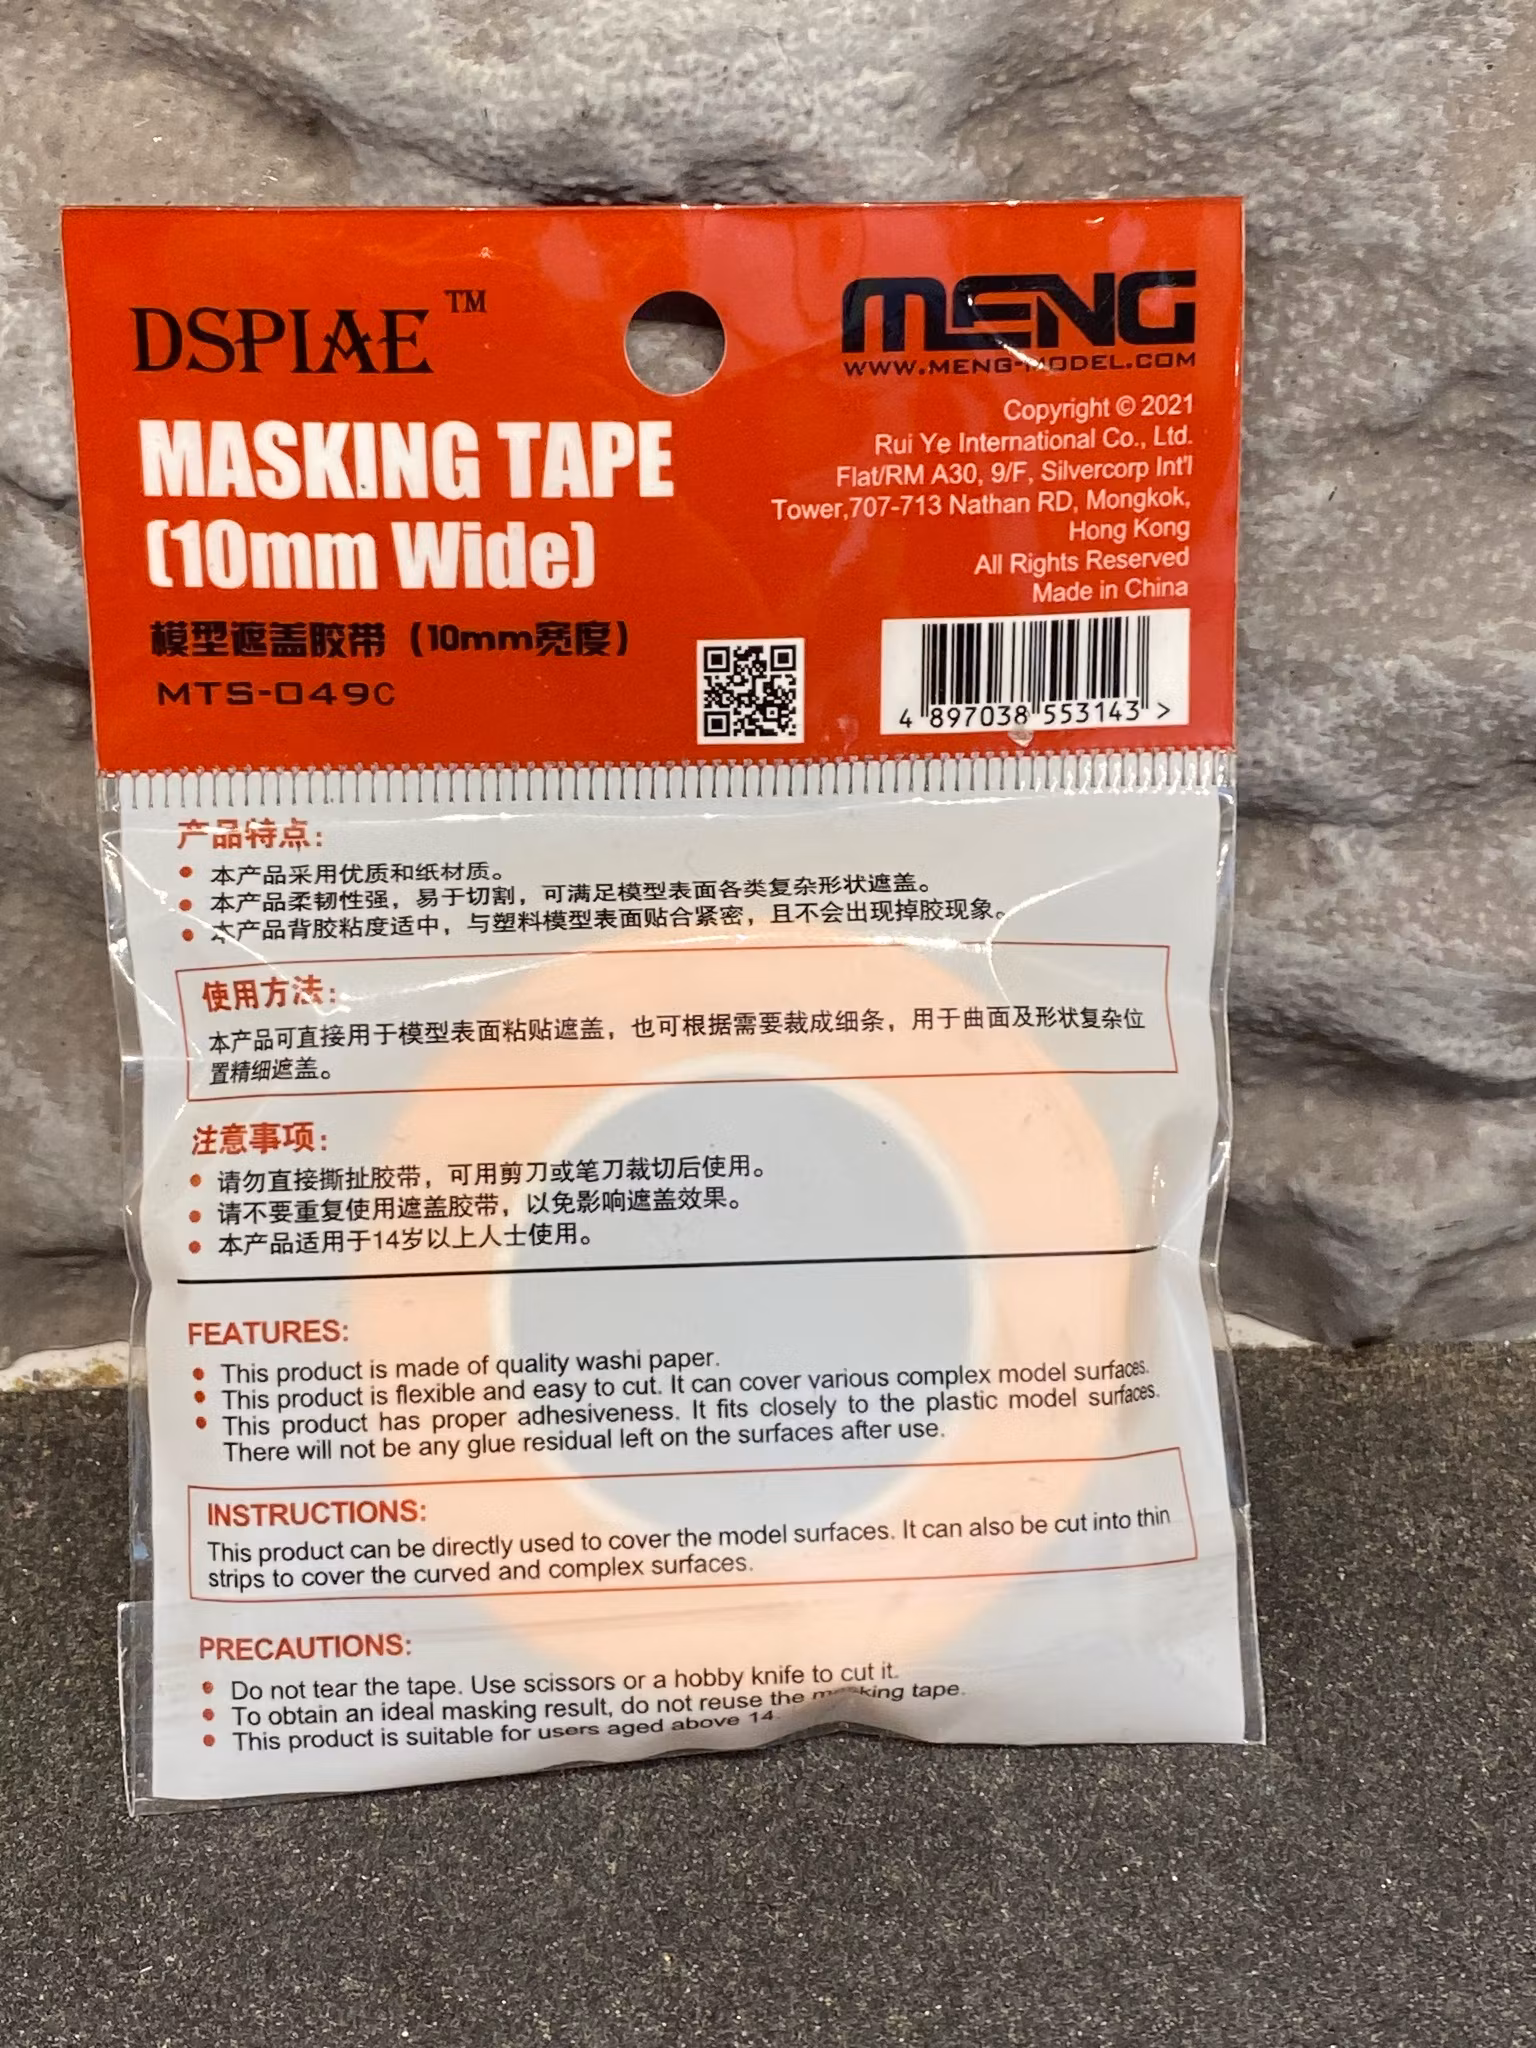 DSPIAE™
MENG
WWW.MENG-MODEL.COM
MASKING TAPE
(10mm Wide)
模型遮盖胶带（10mm宽度）
MTS-049C
Copyright © 2021
Rui Ye International Co., Ltd.
Flat/RM A30, 9/F, Silvercorp Int'l
Tower,707-713 Nathan RD, Mongkok,
Hong Kong
All Rights Reserved
Made in China
4 897038 553143 >
产品特点：
• 本产品采用优质和纸材质。
• 本产品柔韧性强，易于切割，可满足模型表面各类复杂形状遮盖。
• 本产品背胶粘度适中，与塑料模型表面贴合紧密，且不会出现掉胶现象。
使用方法：
本产品可直接用于模型表面粘贴遮盖，也可根据需要裁成细条，用于曲面及形状复杂位
置精细遮盖。
注意事项：
• 请勿直接撕扯胶带，可用剪刀或笔刀裁切后使用。
• 请不要重复使用遮盖胶带，以免影响遮盖效果。
• 本产品适用于14岁以上人士使用。
FEATURES:
• This product is made of quality washi paper.
• This product is flexible and easy to cut. It can cover various complex model surfaces.
• This product has proper adhesiveness. It fits closely to the plastic model surfaces.
There will not be any glue residual left on the surfaces after use.
INSTRUCTIONS:
This product can be directly used to cover the model surfaces. It can also be cut into thin
strips to cover the curved and complex surfaces.
PRECAUTIONS:
• Do not tear the tape. Use scissors or a hobby knife to cut it.
• To obtain an ideal masking result, do not reuse the masking tape.
• This product is suitable for users aged above 14.